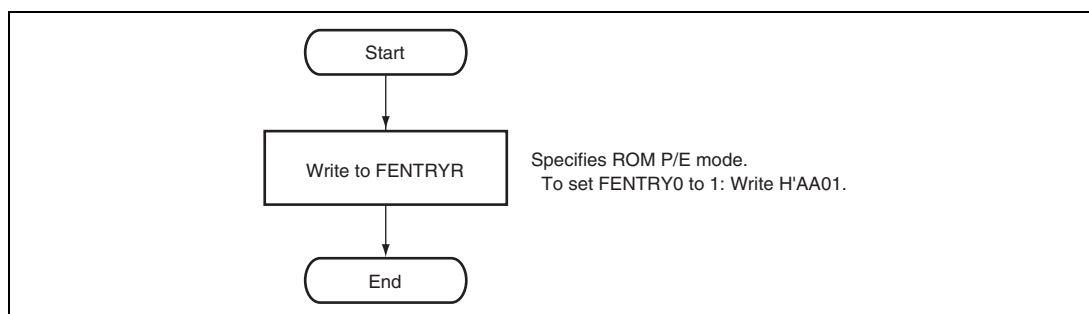 Start
Write to FENTRYR
Specifies ROM P/E mode.
To set FENTRY0 to 1: Write H'AA01.
End